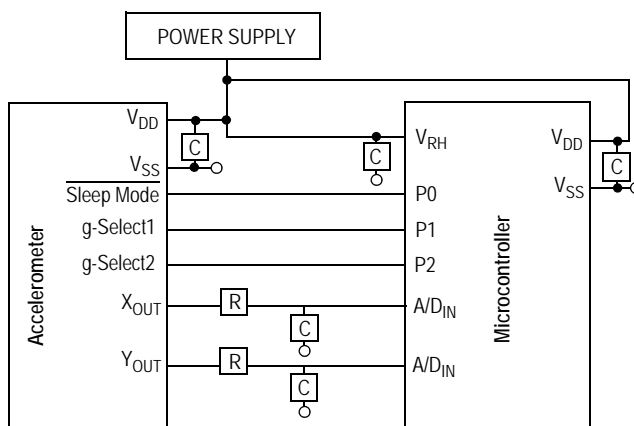 POWER SUPPLY
Accelerometer
VDD
C
VSS
Sleep Mode
g-Select1
g-Select2
XOUT
R
C
YOUT
R
C
C
VRH
P0
P1
P2
A/DIN
A/DIN
Microcontroller
VDD
C
VSS